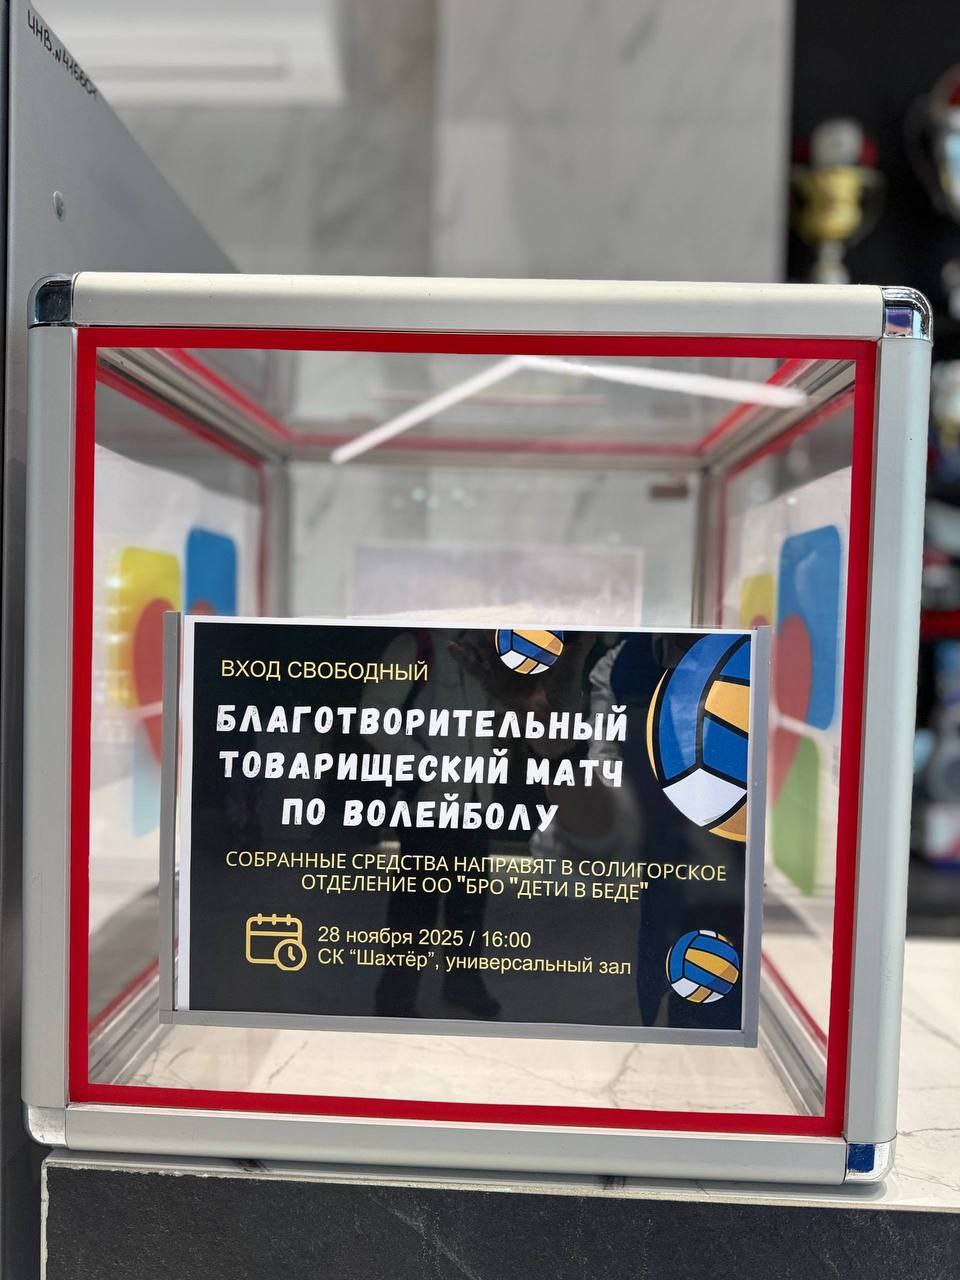 ВХОД СВОБОДНЫЙ
БЛАГОТВОРИТЕЛЬНЫЙ
ТОВАРИЩЕСКИЙ МАТЧ
ПО ВОЛЕЙБОЛУ
СОБРАННЫЕ СРЕДСТВА НАПРАВЯТ В СОЛИГОРСКОЕ
ОТДЕЛЕНИЕ ОО "БРО "ДЕТИ В БЕДЕ"
28 ноября 2025 / 16:00
СК “Шахтёр”, универсальный зал